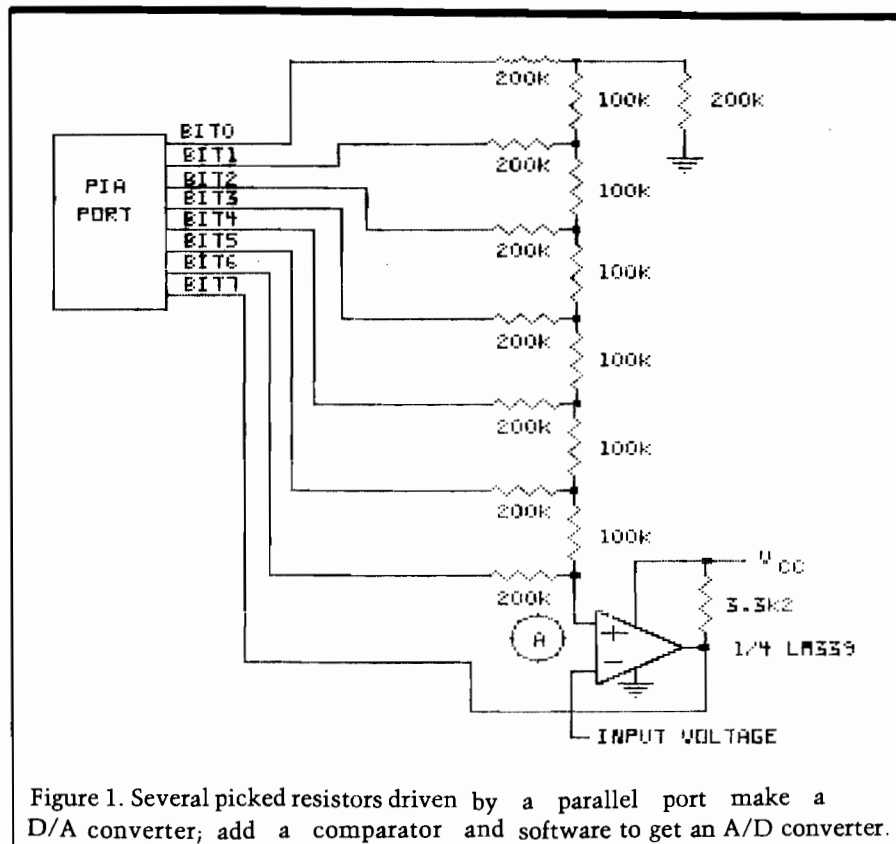 200k
100k
200k
BIT0
BIT1
BIT2
BIT3
BIT4
BIT5
BIT6
BIT7
PIA
PORT
200k
100k
200k
100k
200k
100k
200k
100k
200k
100k
200k
VCC
3.3k2
A
+
−
1/4 LM339
INPUT VOLTAGE
Figure 1. Several picked resistors driven by a parallel port make a
D/A converter; add a comparator and software to get an A/D converter.